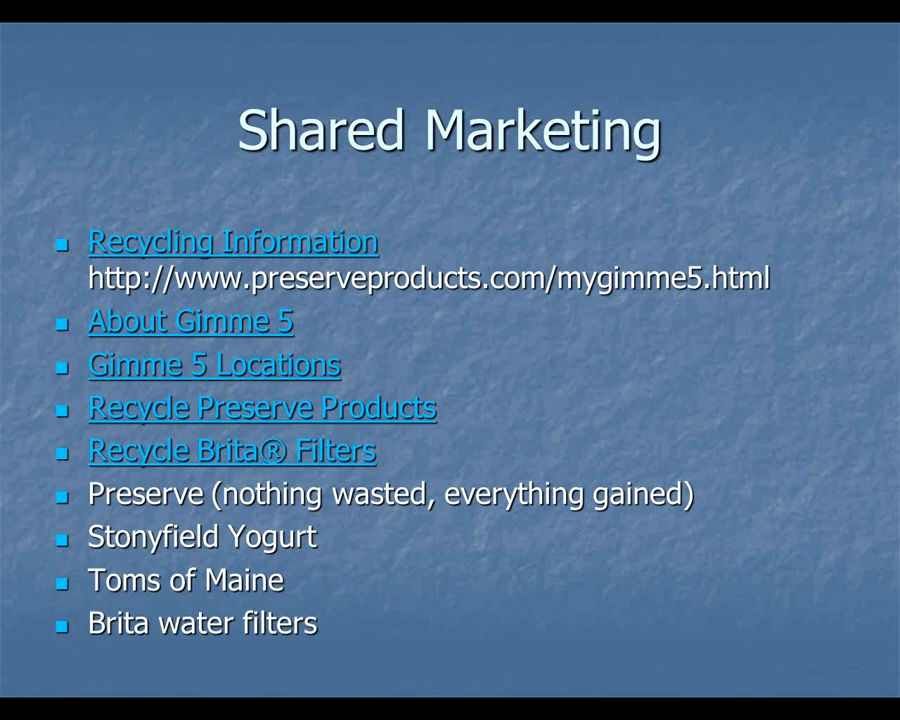 Shared Marketing
Recycling Information
http://www.preserveproducts.com/mygimme5.html
About Gimme 5
Gimme 5 Locations
Recycle Preserve Products
Recycle Brita® Filters
Preserve (nothing wasted, everything gained)
Stonyfield Yogurt
Toms of Maine
Brita water filters